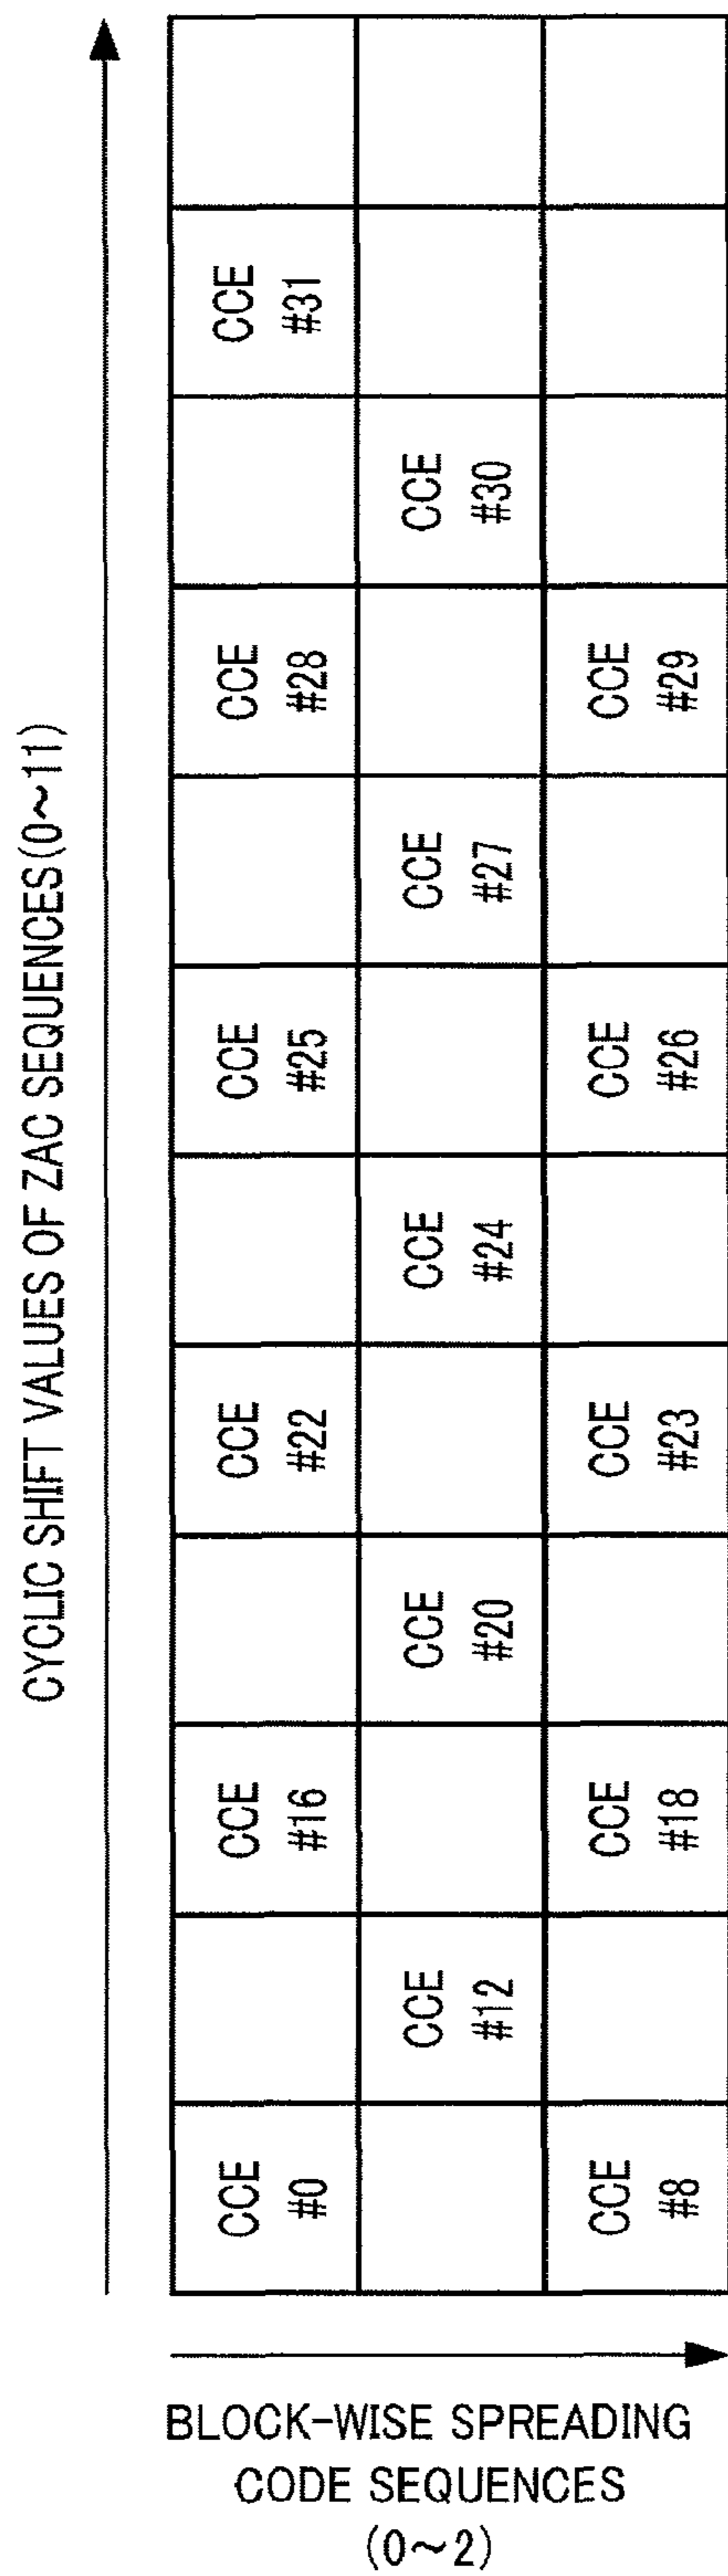 CYCLIC SHIFT VALUES OF ZAC SEQUENCES(0~11)
CCE
#0
CCE
#16
CCE
#22
CCE
#25
CCE
#28
CCE
#31
CCE
#12
CCE
#20
CCE
#24
CCE
#27
CCE
#30
CCE
#8
CCE
#18
CCE
#23
CCE
#26
CCE
#29
BLOCK-WISE SPREADING
CODE SEQUENCES
(0~2)